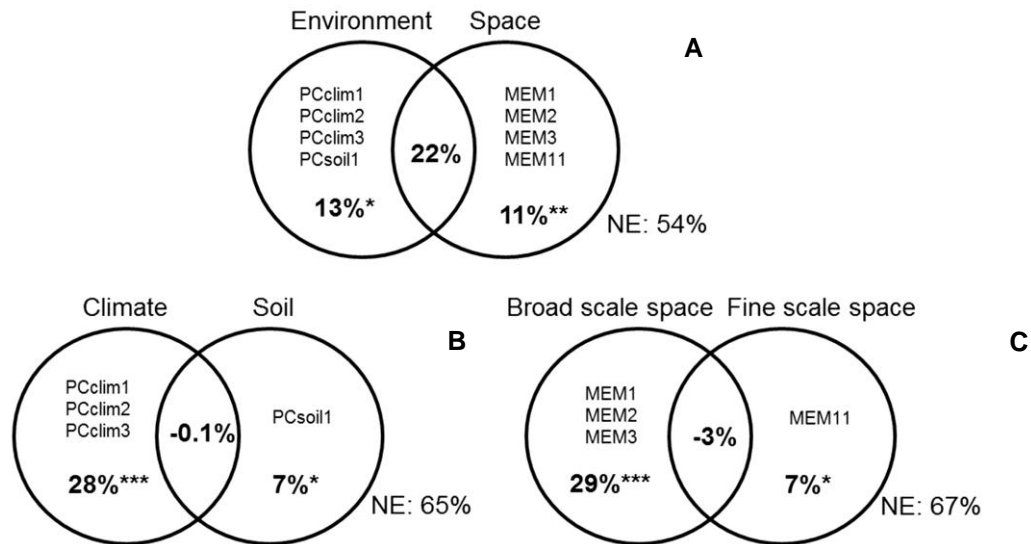 Environment Space
A
PCclim1
PCclim2
PCclim3
PCsoil1
22%
MEM1
MEM2
MEM3
MEM11
13%*
11%**
NE: 54%
Climate Soil
B
PCclim1
PCclim2
PCclim3
-0.1%
PCsoil1
28%***
7%*
NE: 65%
Broad scale space Fine scale space
C
MEM1
MEM2
MEM3
-3%
MEM11
29%***
7%*
NE: 67%